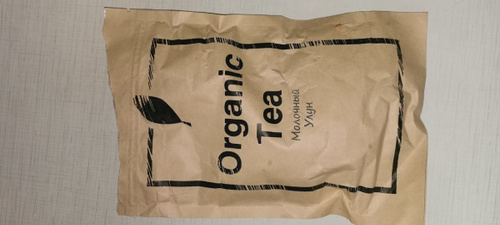 Organic
Tea
Молочный
Улун